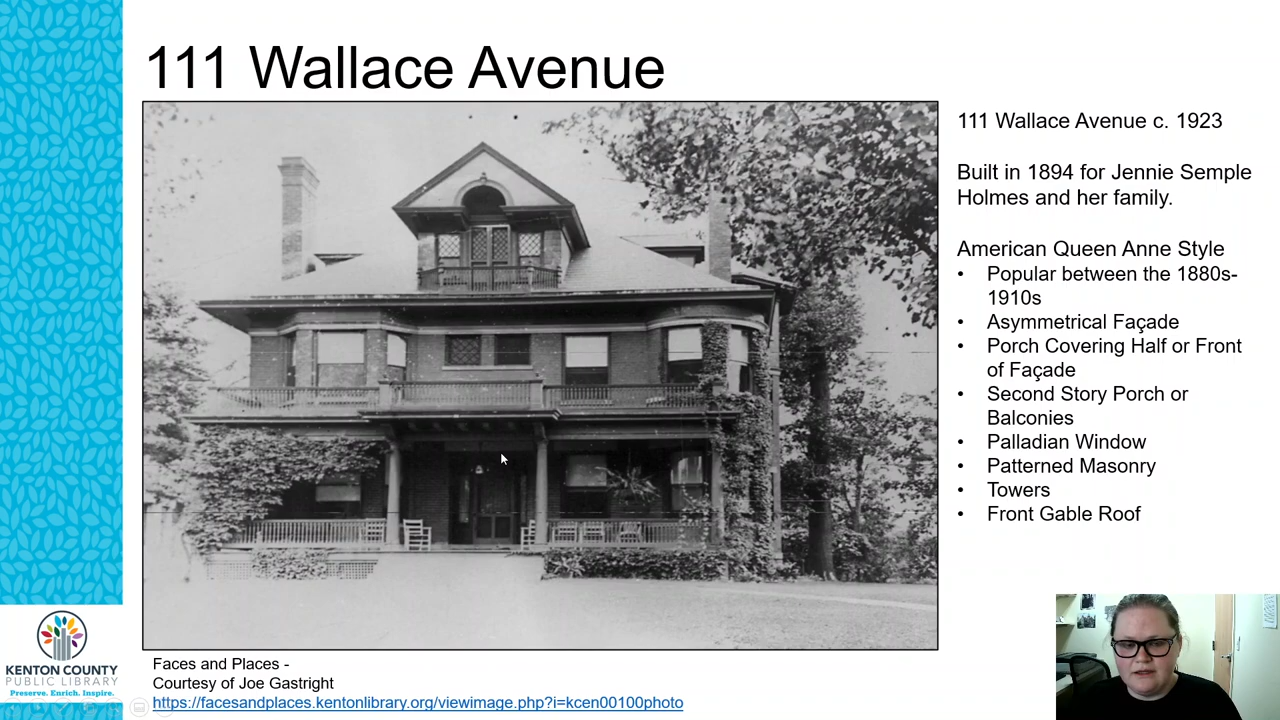 111 Wallace Avenue
111 Wallace Avenue c. 1923
Built in 1894 for Jennie Semple
Holmes and her family.
American Queen Anne Style
• Popular between the 1880s-
1910s
• Asymmetrical Façade
• Porch Covering Half or Front
of Façade
• Second Story Porch or
Balconies
• Palladian Window
• Patterned Masonry
• Towers
• Front Gable Roof
Faces and Places -
Courtesy of Joe Gastright
https://facesandplaces.kentonlibrary.org/viewimage.php?i=kcen00100photo
KENTON COUNTY
PUBLIC LIBRARY
Preserve. Enrich. Inspire.